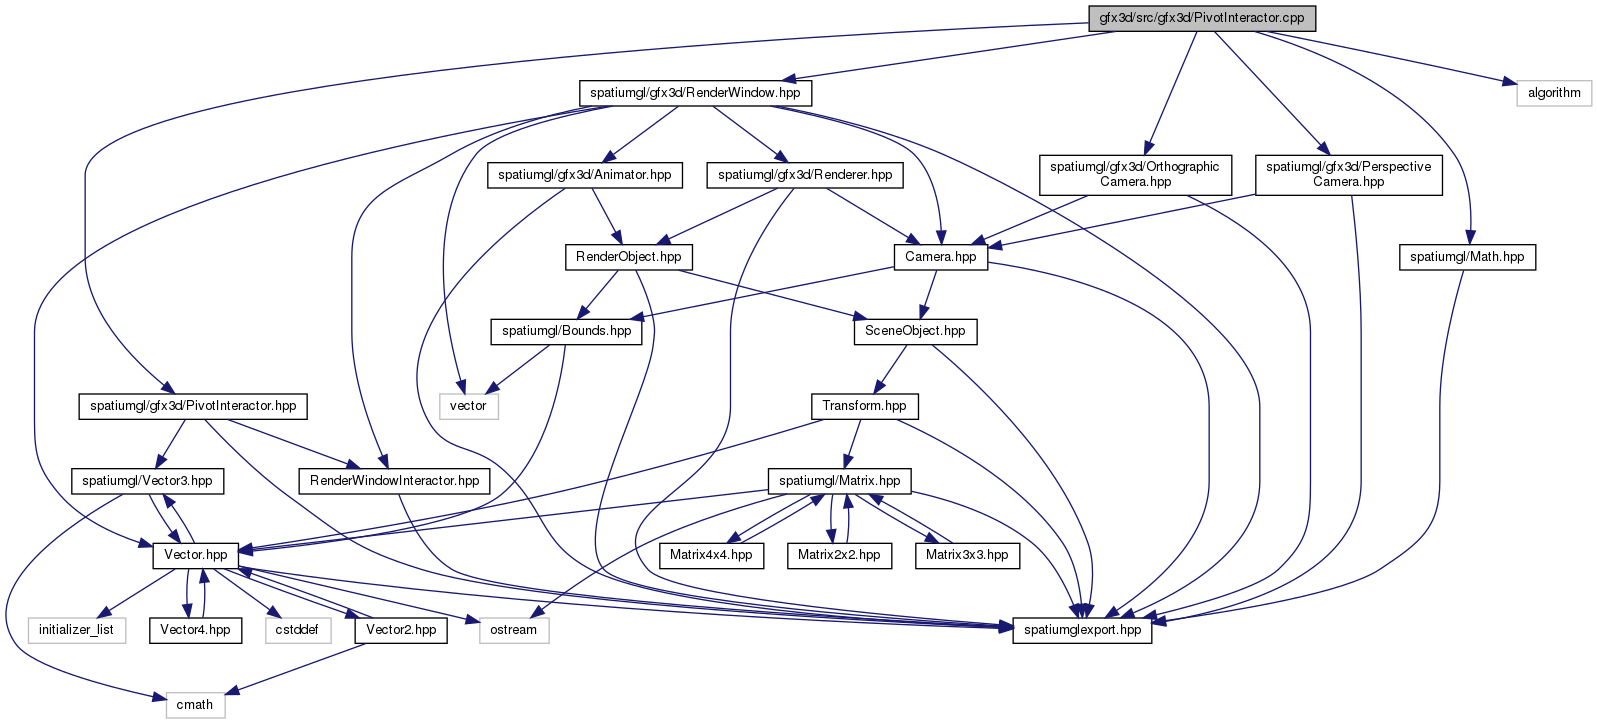 gfx3d/src/gfx3d/PivotInteractor.cpp
spatiumgl/gfx3d/RenderWindow.hpp
algorithm
spatiumgl/gfx3d/Animator.hpp
spatiumgl/gfx3d/Renderer.hpp
spatiumgl/gfx3d/Orthographic
Camera.hpp
spatiumgl/gfx3d/Perspective
Camera.hpp
RenderObject.hpp
Camera.hpp
spatiumgl/Math.hpp
spatiumgl/Bounds.hpp
SceneObject.hpp
spatiumgl/gfx3d/PivotInteractor.hpp
vector
Transform.hpp
spatiumgl/Vector3.hpp
RenderWindowInteractor.hpp
spatiumgl/Matrix.hpp
Vector.hpp
Matrix4x4.hpp
Matrix2x2.hpp
Matrix3x3.hpp
initializer_list
Vector4.hpp
cstddef
Vector2.hpp
ostream
spatiumglexport.hpp
cmath